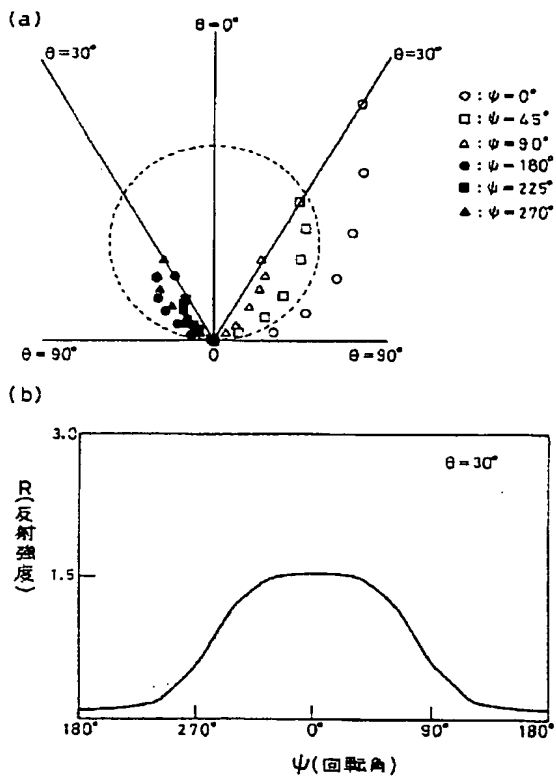 (a)
θ=0°
θ=30°
θ=30°
○:ψ=0°
□:ψ=45°
△:ψ=90°
●:ψ=180°
■:ψ=225°
▲:ψ=270°
θ=90°
0
θ=90°
(b)
3.0
θ=30°
R(反射強度)
1.5
180°
270°
0°
90°
180°
ψ(回転角)